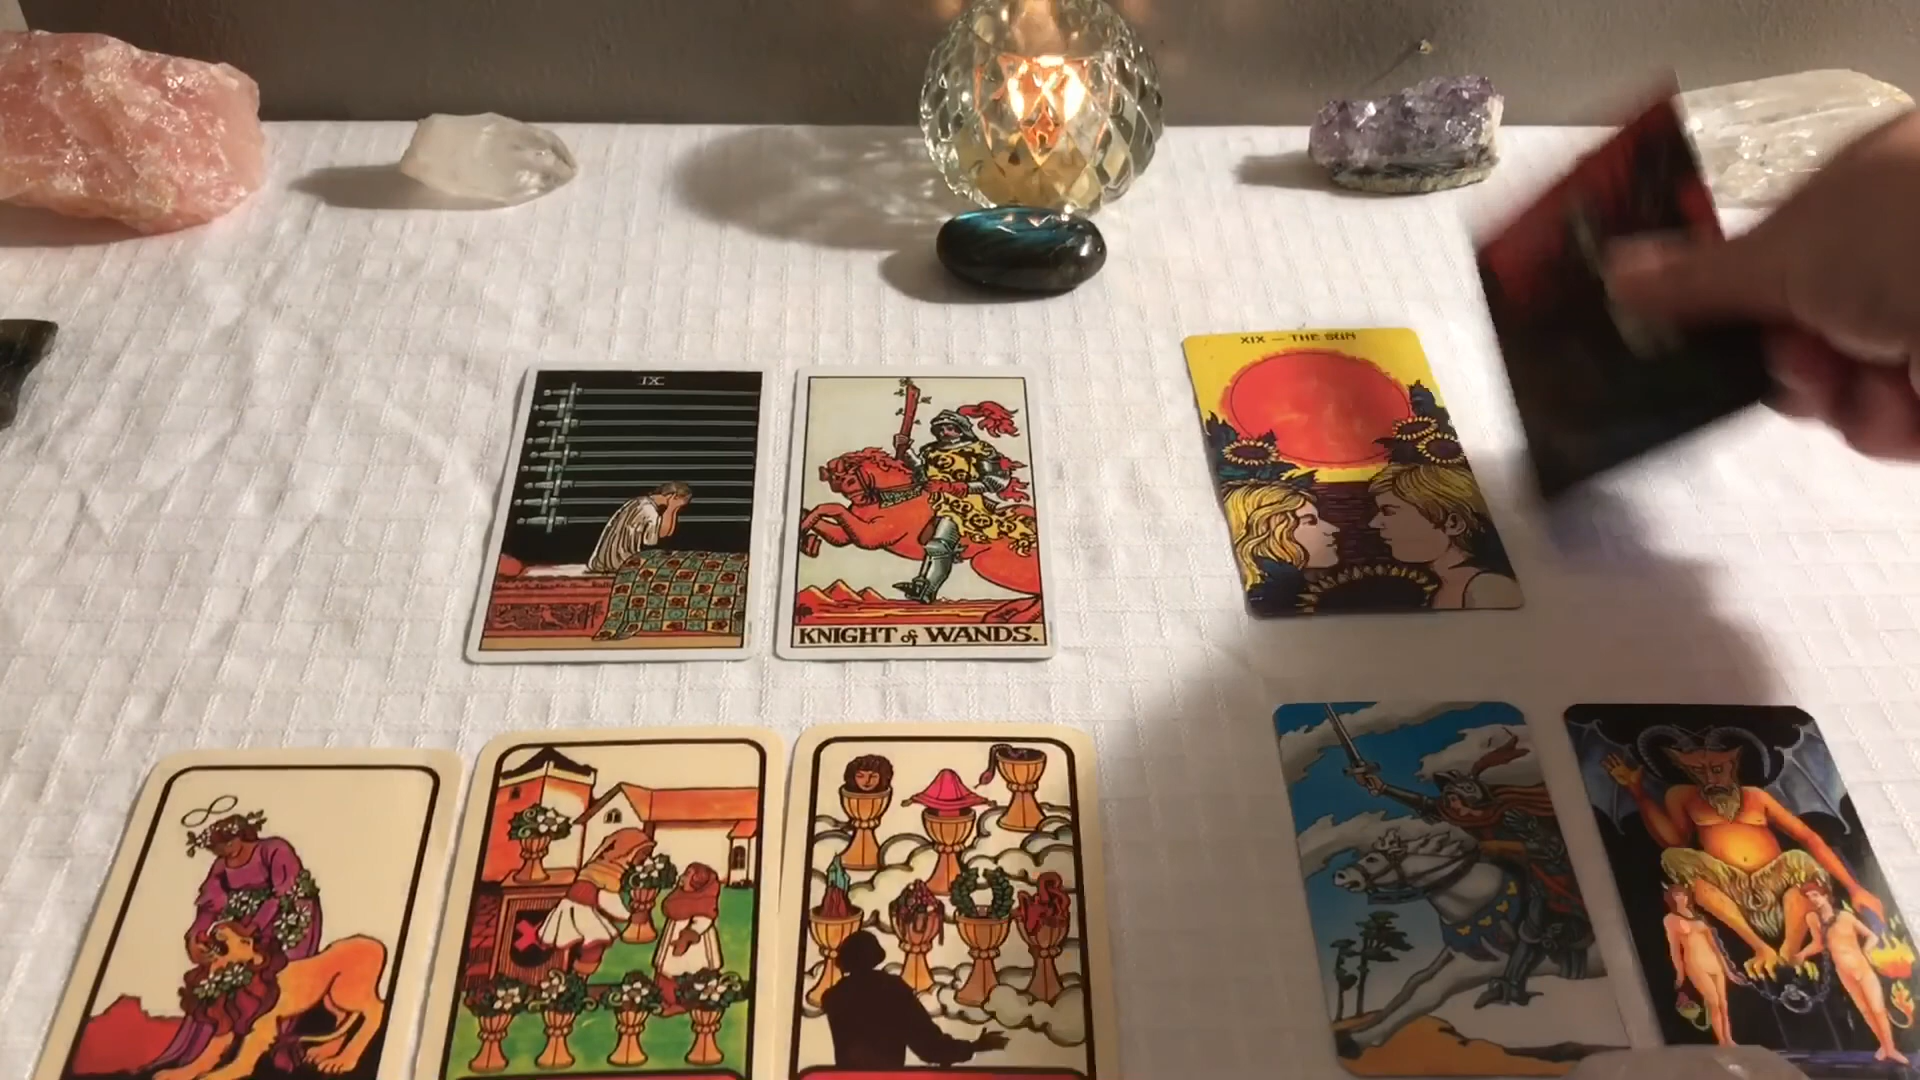 IX
KNIGHT of WANDS.
XIX — THE SUN